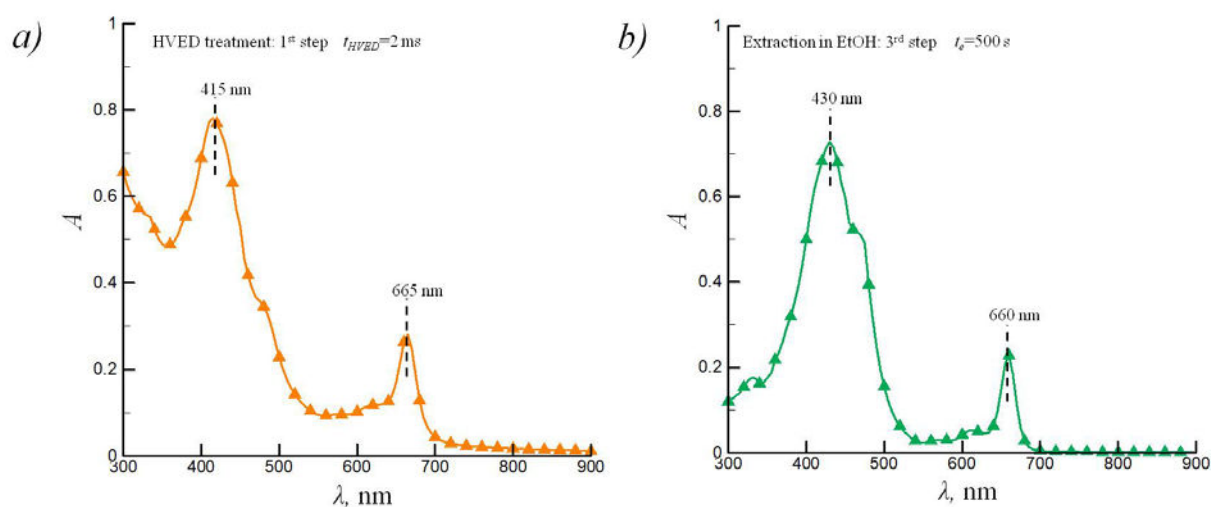 a)
HVED treatment: 1st step t_HVED=2 ms
415 nm
665 nm
A
1
0.8
0.6
0.4
0.2
0
300 400 500 600 700 800 900
λ, nm
b)
Extraction in EtOH: 3rd step t_e=500 s
430 nm
660 nm
A
1
0.8
0.6
0.4
0.2
0
300 400 500 600 700 800 900
λ, nm